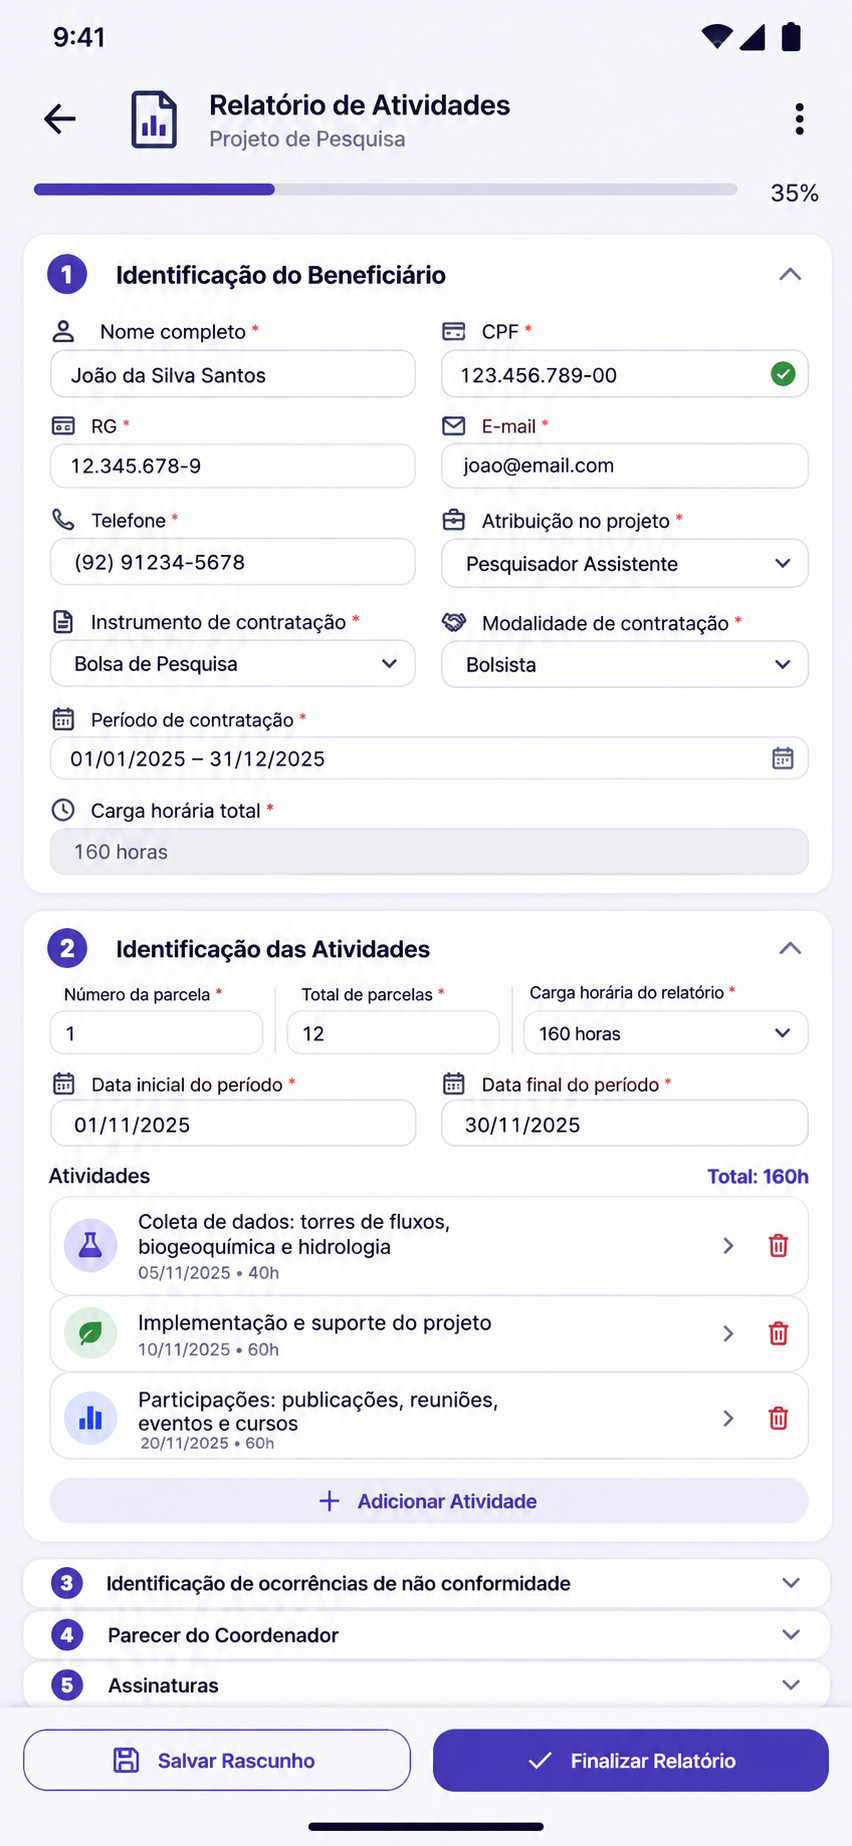 9:41
Relatório de Atividades
Projeto de Pesquisa
35%
1 Identificação do Beneficiário
Nome completo *
CPF *
João da Silva Santos
123.456.789-00
RG *
E-mail *
12.345.678-9
joao@email.com
Telefone *
Atribuição no projeto *
(92) 91234-5678
Pesquisador Assistente
Instrumento de contratação *
Modalidade de contratação *
Bolsa de Pesquisa
Bolsista
Período de contratação *
01/01/2025 – 31/12/2025
Carga horária total *
160 horas
2 Identificação das Atividades
Número da parcela *
Total de parcelas *
Carga horária do relatório *
1
12
160 horas
Data inicial do período *
Data final do período *
01/11/2025
30/11/2025
Atividades
Total: 160h
Coleta de dados: torres de fluxos,
biogeoquímica e hidrologia
05/11/2025 • 40h
Implementação e suporte do projeto
10/11/2025 • 60h
Participações: publicações, reuniões,
eventos e cursos
20/11/2025 • 60h
+ Adicionar Atividade
3 Identificação de ocorrências de não conformidade
4 Parecer do Coordenador
5 Assinaturas
Salvar Rascunho
Finalizar Relatório